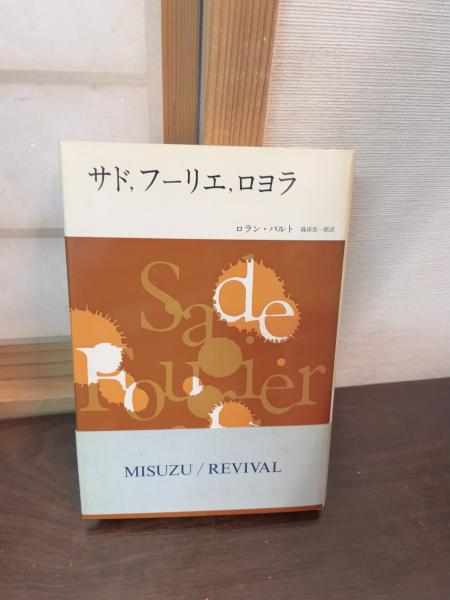 サド,フーリエ,ロヨラ
ロラン・バルト 篠田浩一郎訳
Sade
Fourier
MISUZU / REVIVAL